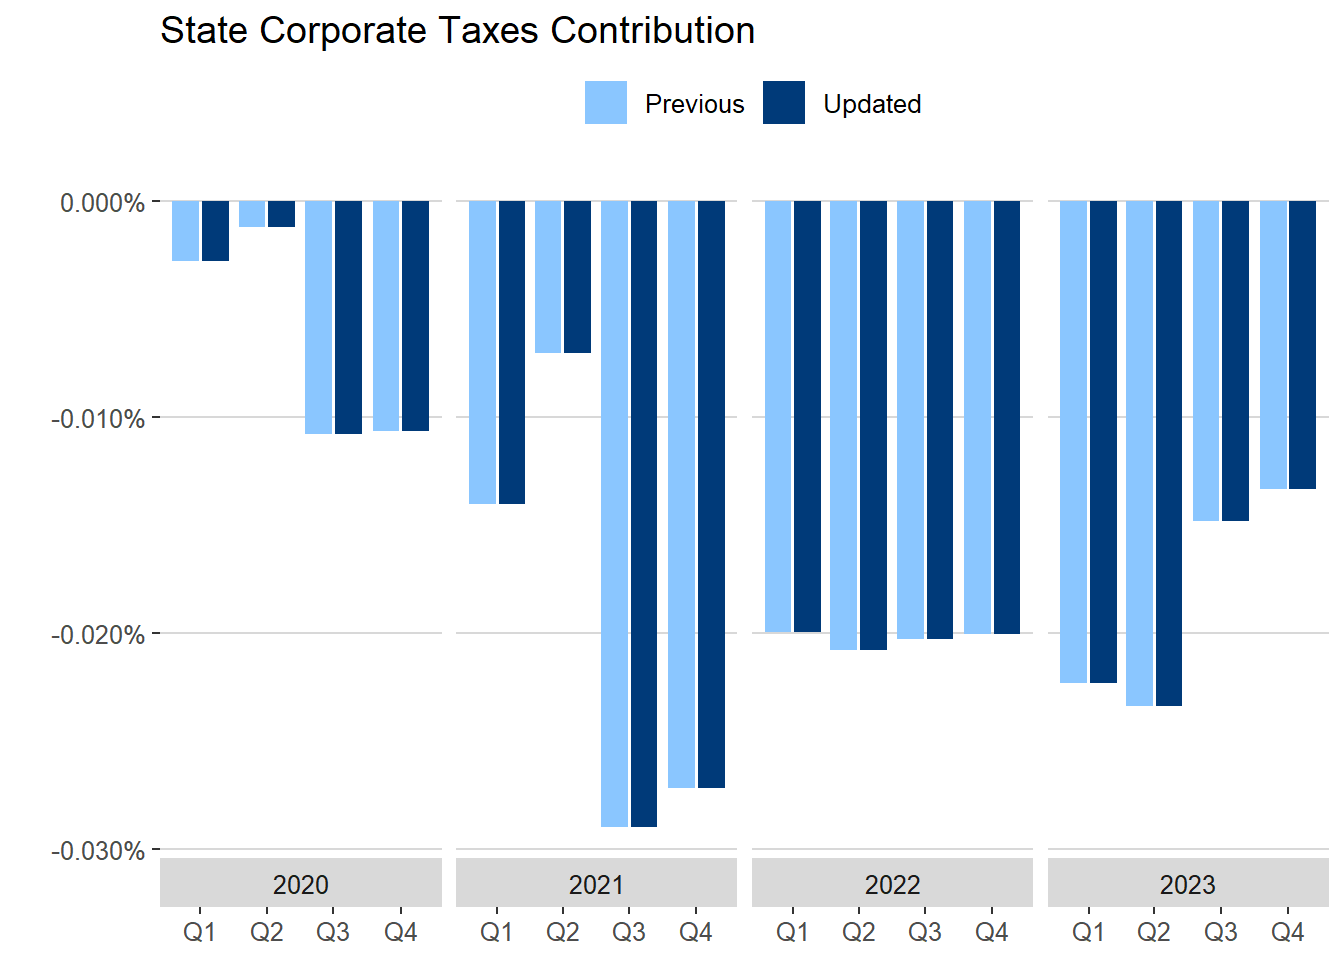 State Corporate Taxes Contribution
Previous Updated
0.000%
-0.010%
-0.020%
-0.030%
2020 2021 2022 2023
Q1 Q2 Q3 Q4 Q1 Q2 Q3 Q4 Q1 Q2 Q3 Q4 Q1 Q2 Q3 Q4